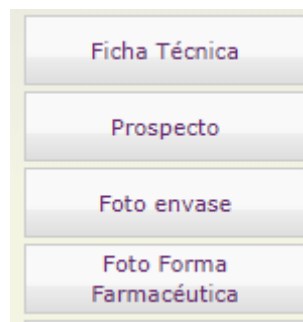 Ficha Técnica
Prospecto
Foto envase
Foto Forma
Farmacéutica